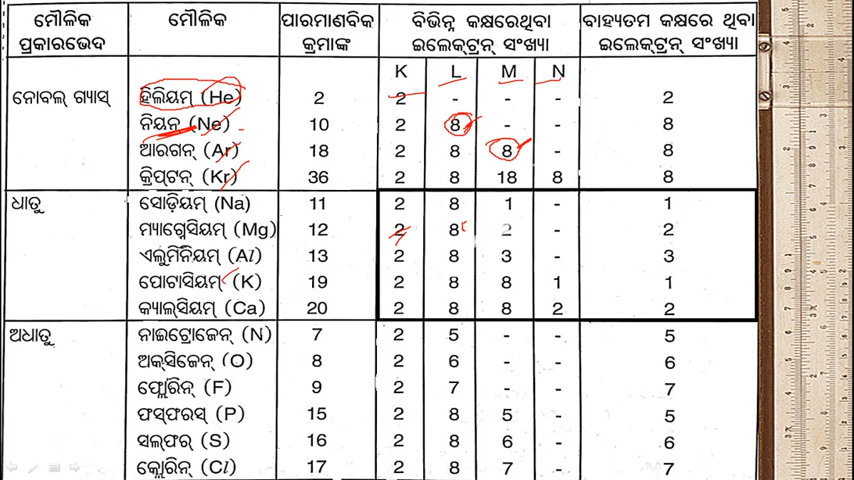 ମୌଳିକ ମୌଳିକ ପାରମାଣବିକ ବିଭିନ୍ନ କକ୍ଷରେଥିବା ବାହ୍ୟତମ କକ୍ଷରେ ଥିବା
ପ୍ରକାରଭେଦ କ୍ରମାଙ୍କ ଇଲେକ୍ଟ୍ରନ୍ ସଂଖ୍ୟା ଇଲେକ୍ଟ୍ରନ୍ ସଂଖ୍ୟା
K L M N
ନୋବଲ୍ ଗ୍ୟାସ୍ ହିଲିୟମ୍ (He) 2 2 - - - 2
ନିୟନ୍ (Ne) 10 2 8 - - 8
ଆରଗନ୍ (Ar) 18 2 8 8 - 8
କ୍ରିପ୍ଟନ୍ (Kr) 36 2 8 18 8 8
ଧାତୁ ସୋଡ଼ିୟମ୍ (Na) 11 2 8 1 - 1
ମ୍ୟାଗ୍ନେସିୟମ୍ (Mg) 12 2 8 2 - 2
ଏଲୁମିନିୟମ୍ (Al) 13 2 8 3 - 3
ପୋଟାସିୟମ୍ (K) 19 2 8 8 1 1
କ୍ୟାଲ୍ସିୟମ୍ (Ca) 20 2 8 8 2 2
ଅଧାତୁ ନାଇଟ୍ରୋଜେନ୍ (N) 7 2 5 - - 5
ଅକ୍ସିଜେନ୍ (O) 8 2 6 - - 6
ଫ୍ଲୋରିନ୍ (F) 9 2 7 - - 7
ଫସ୍ଫରସ୍ (P) 15 2 8 5 - 5
ସଲ୍ଫର୍ (S) 16 2 8 6 - 6
କ୍ଲୋରିନ୍ (Cl) 17 2 8 7 - 7